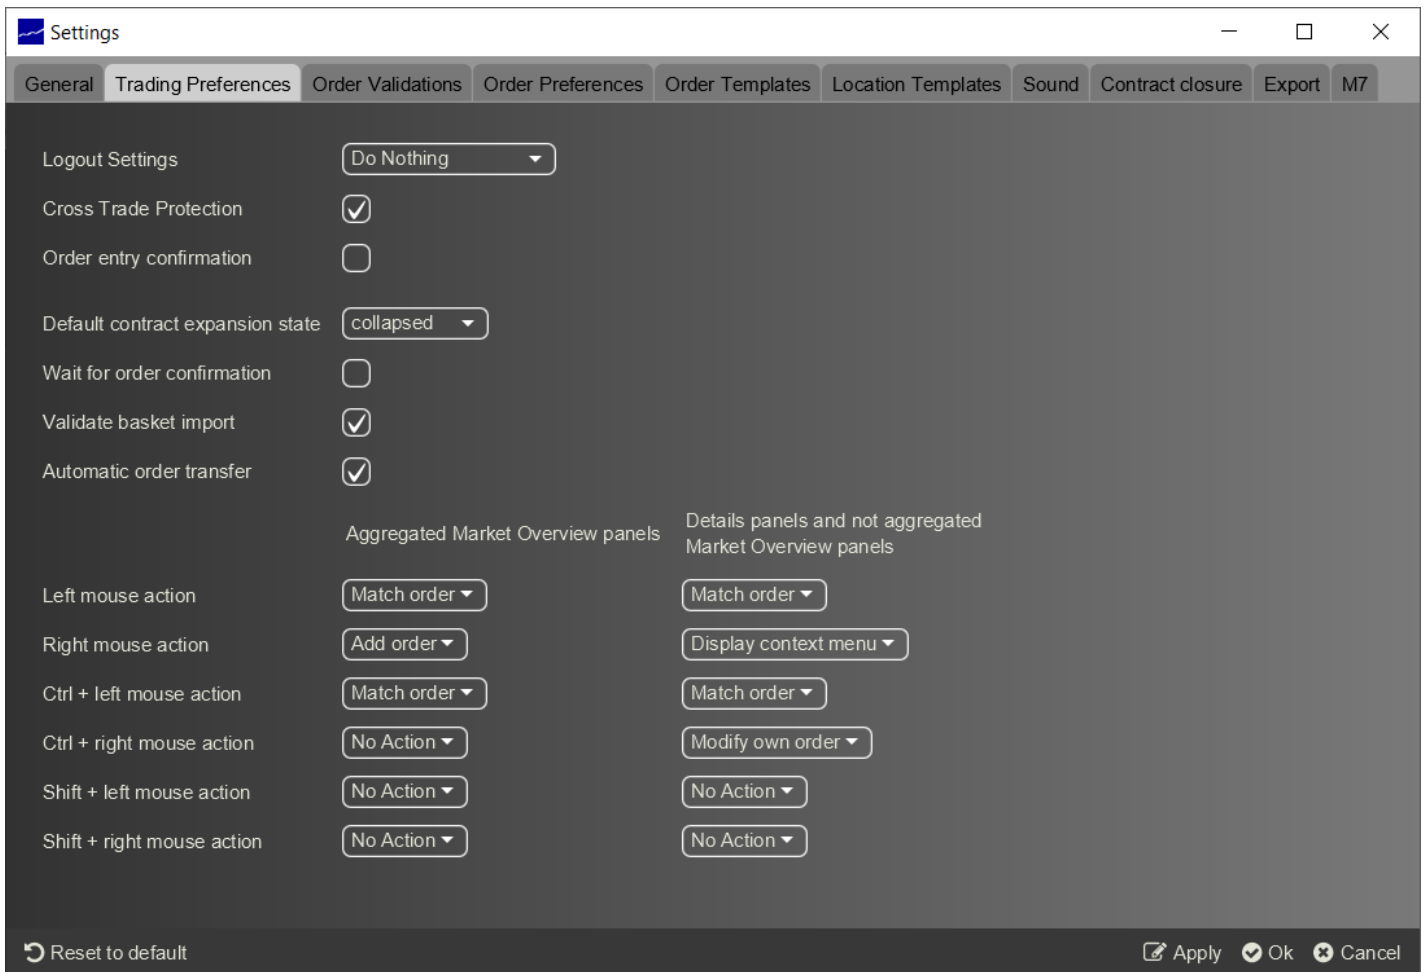 Settings
General Trading Preferences Order Validations Order Preferences Order Templates Location Templates Sound Contract closure Export M7
Logout Settings Do Nothing
Cross Trade Protection
Order entry confirmation
Default contract expansion state collapsed
Wait for order confirmation
Validate basket import
Automatic order transfer
Aggregated Market Overview panels
Details panels and not aggregated
Market Overview panels
Left mouse action Match order Match order
Right mouse action Add order Display context menu
Ctrl + left mouse action Match order Match order
Ctrl + right mouse action No Action Modify own order
Shift + left mouse action No Action No Action
Shift + right mouse action No Action No Action
Reset to default Apply Ok Cancel